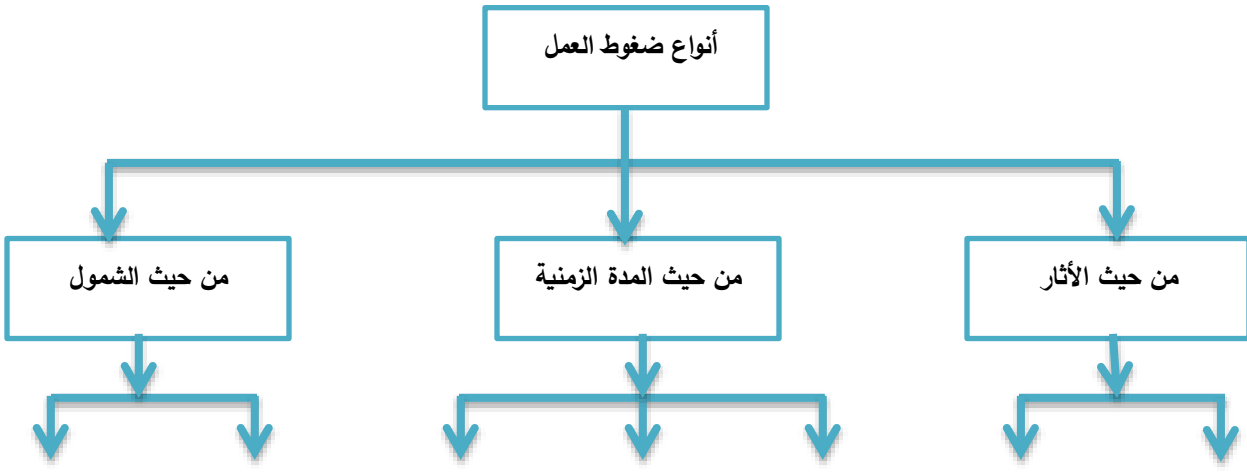 أنواع ضغوط العمل
من حيث الأثار
من حيث المدة الزمنية
من حيث الشمول